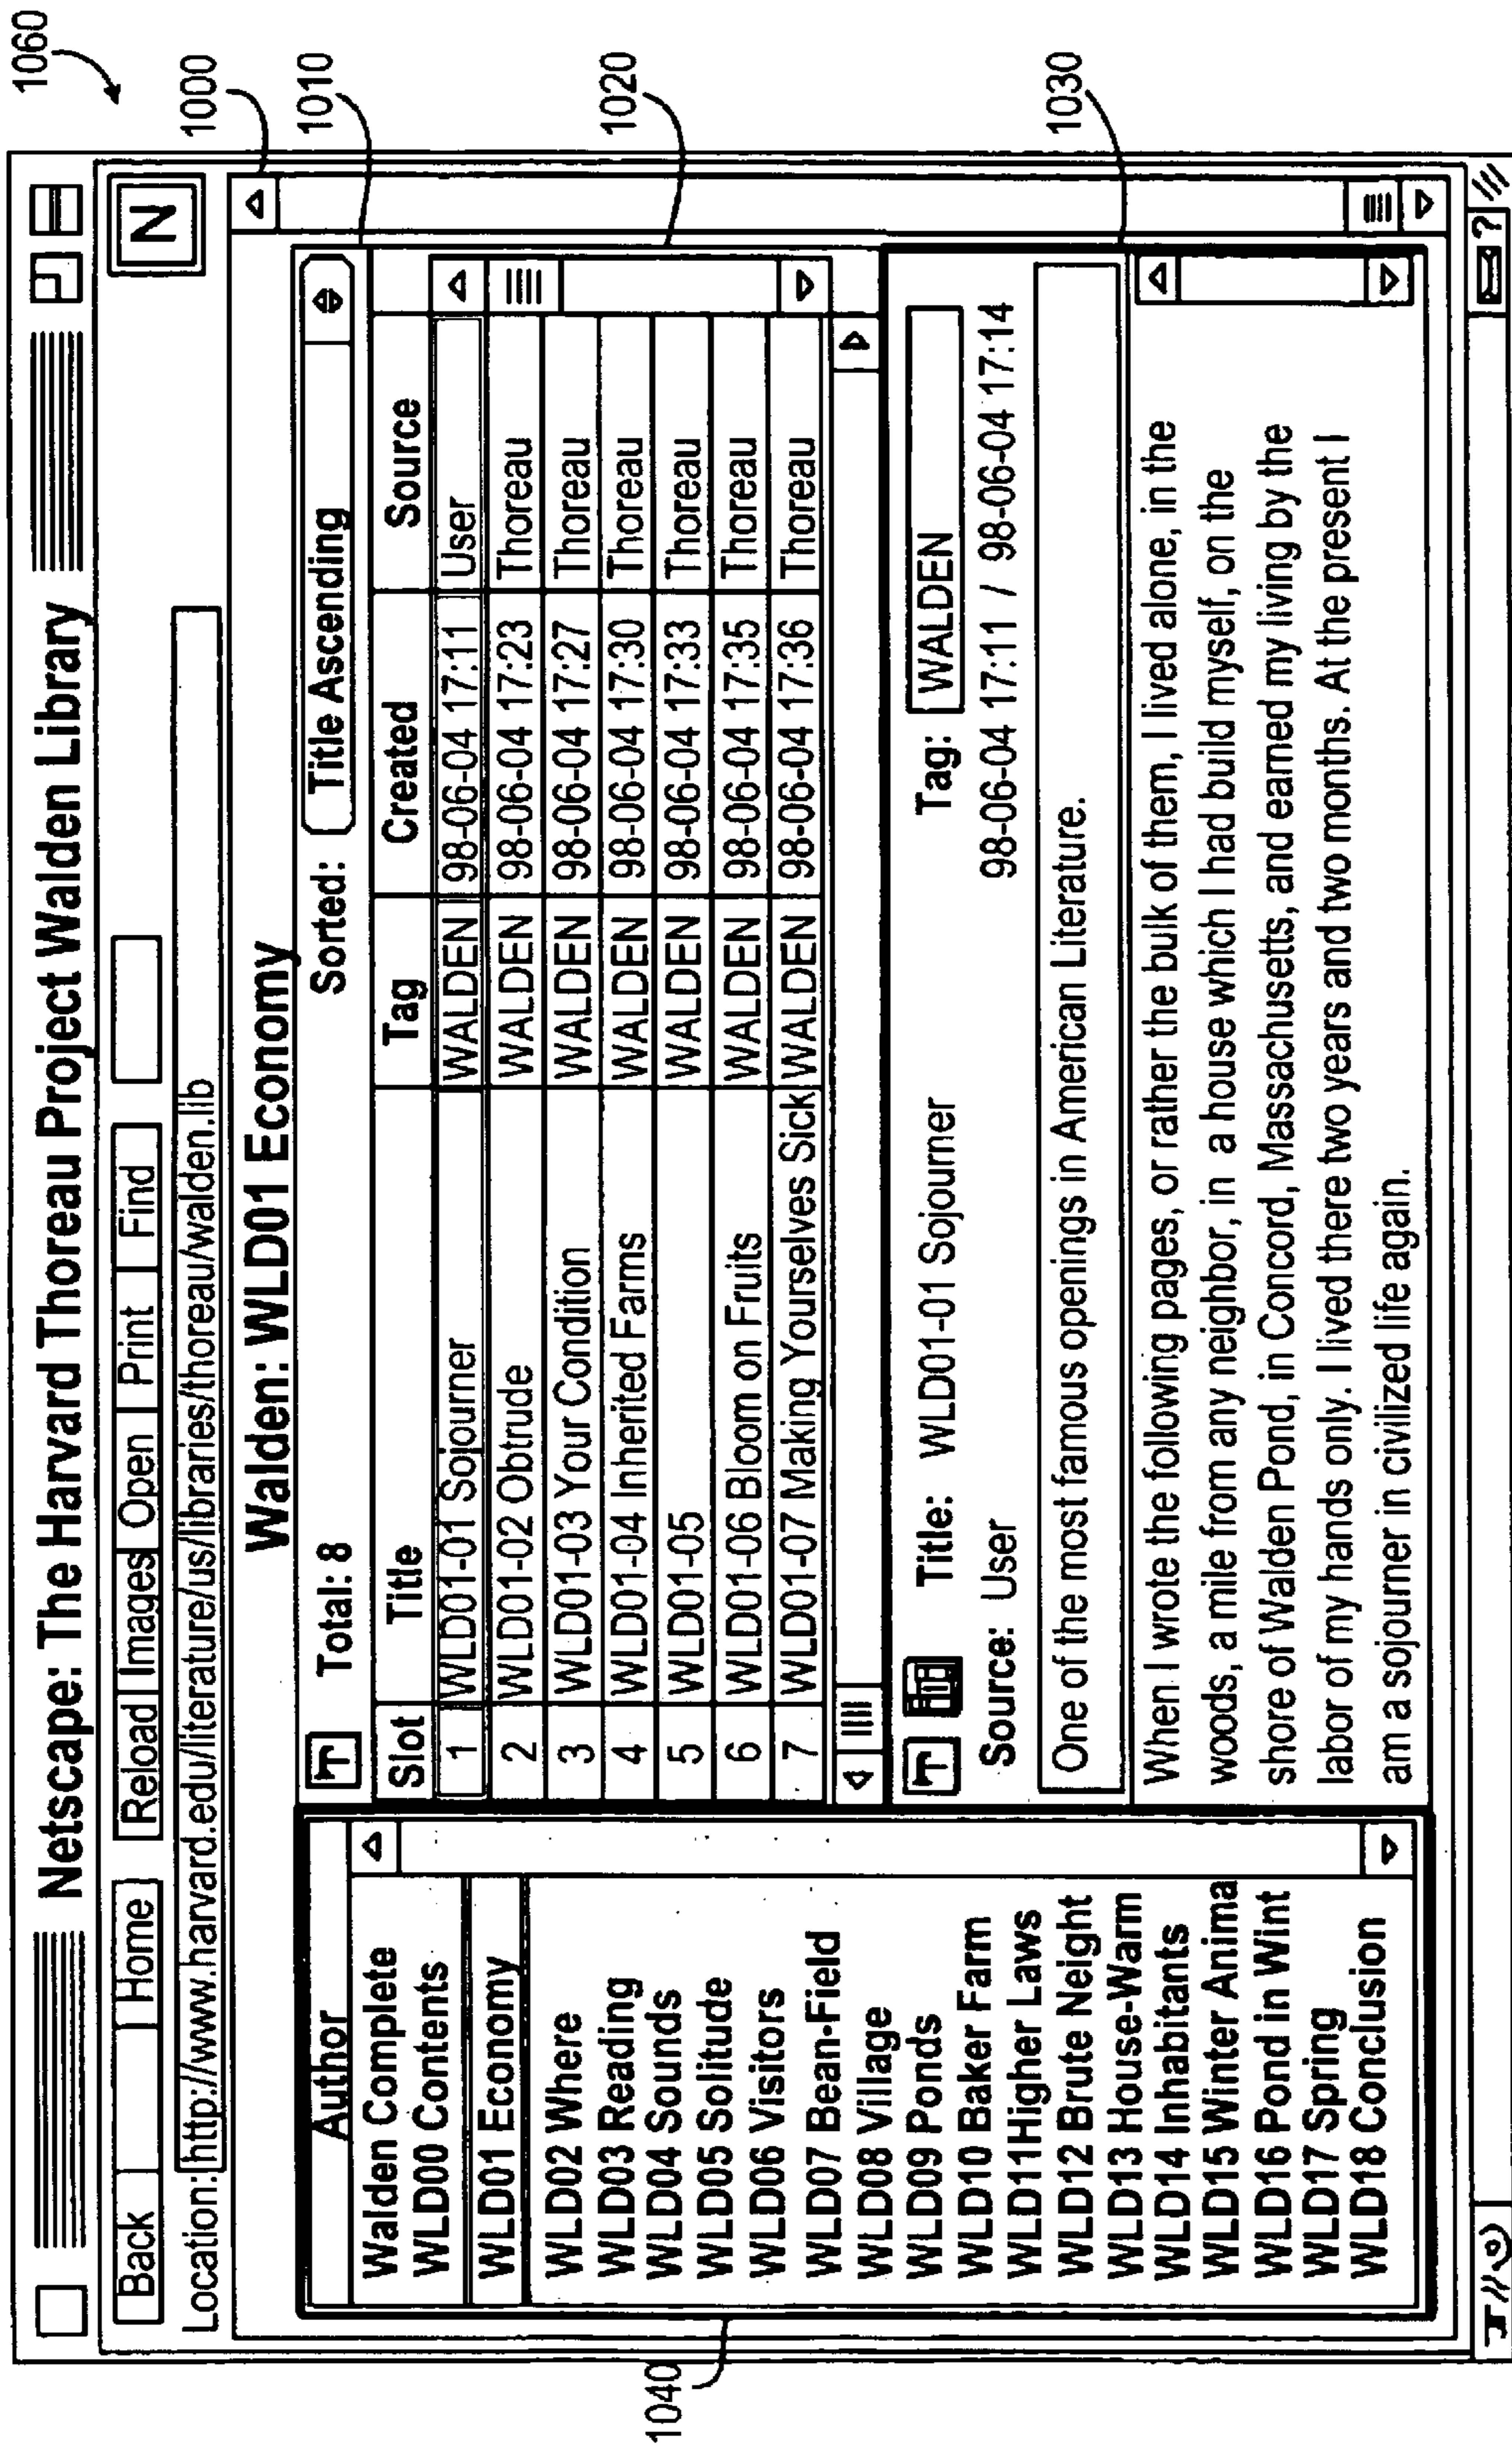 1060
Netscape: The Harvard Thoreau Project Walden Library
Back Home Reload Images Open Print Find
N
1000
Location: http://www.harvard.edu/literature/us/libraries/thoreau/walden.lib
Walden: WLD01 Economy
1010
Total: 8 Sorted: Title Ascending
Slot Title Tag Created Source
1 WLD01-01 Sojourner WALDEN 98-06-04 17:11 User
2 WLD01-02 Obtrude WALDEN 98-06-04 17:23 Thoreau
3 WLD01-03 Your Condition WALDEN 98-06-04 17:27 Thoreau
4 WLD01-04 Inherited Farms WALDEN 98-06-04 17:30 Thoreau
5 WLD01-05 WALDEN 98-06-04 17:33 Thoreau
6 WLD01-06 Bloom on Fruits WALDEN 98-06-04 17:35 Thoreau
7 WLD01-07 Making Yourselves Sick WALDEN 98-06-04 17:36 Thoreau
1020
Author
Walden Complete
WLD00 Contents
WLD01 Economy
WLD02 Where
WLD03 Reading
WLD04 Sounds
WLD05 Solitude
WLD06 Visitors
WLD07 Bean-Field
WLD08 Village
WLD09 Ponds
WLD10 Baker Farm
WLD11Higher Laws
WLD12 Brute Neight
WLD13 House-Warm
WLD14 Inhabitants
WLD15 Winter Anima
WLD16 Pond in Wint
WLD17 Spring
WLD18 Conclusion
1040
Title: WLD01-01 Sojourner Tag: WALDEN
Source: User 98-06-04 17:11 / 98-06-04 17:14
1030
One of the most famous openings in American Literature.
When I wrote the following pages, or rather the bulk of them, I lived alone, in the
woods, a mile from any neighbor, in a house which I had build myself, on the
shore of Walden Pond, in Concord, Massachusetts, and earned my living by the
labor of my hands only. I lived there two years and two months. At the present I
am a sojourner in civilized life again.
?